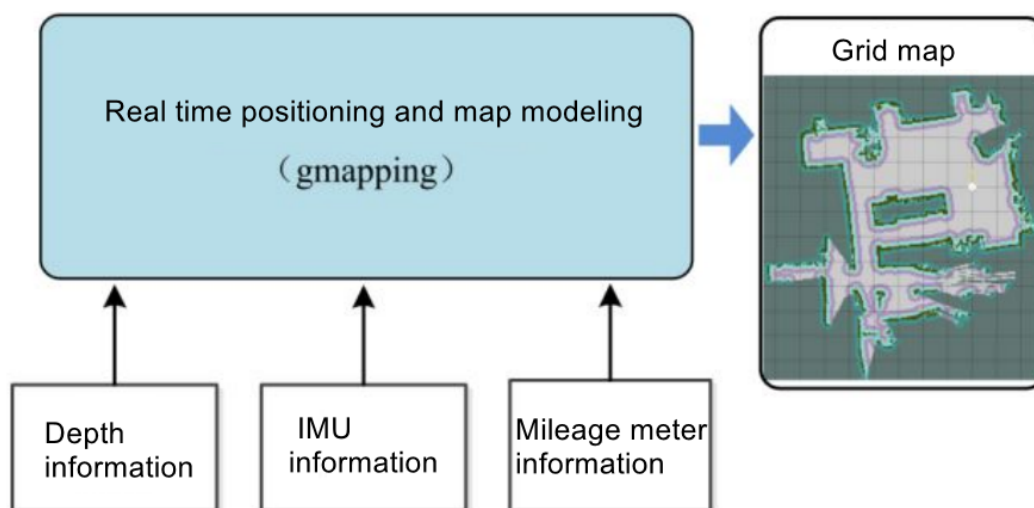 Real time positioning and map modeling
（gmapping）
Grid map
Depth
information
IMU
information
Mileage meter
information